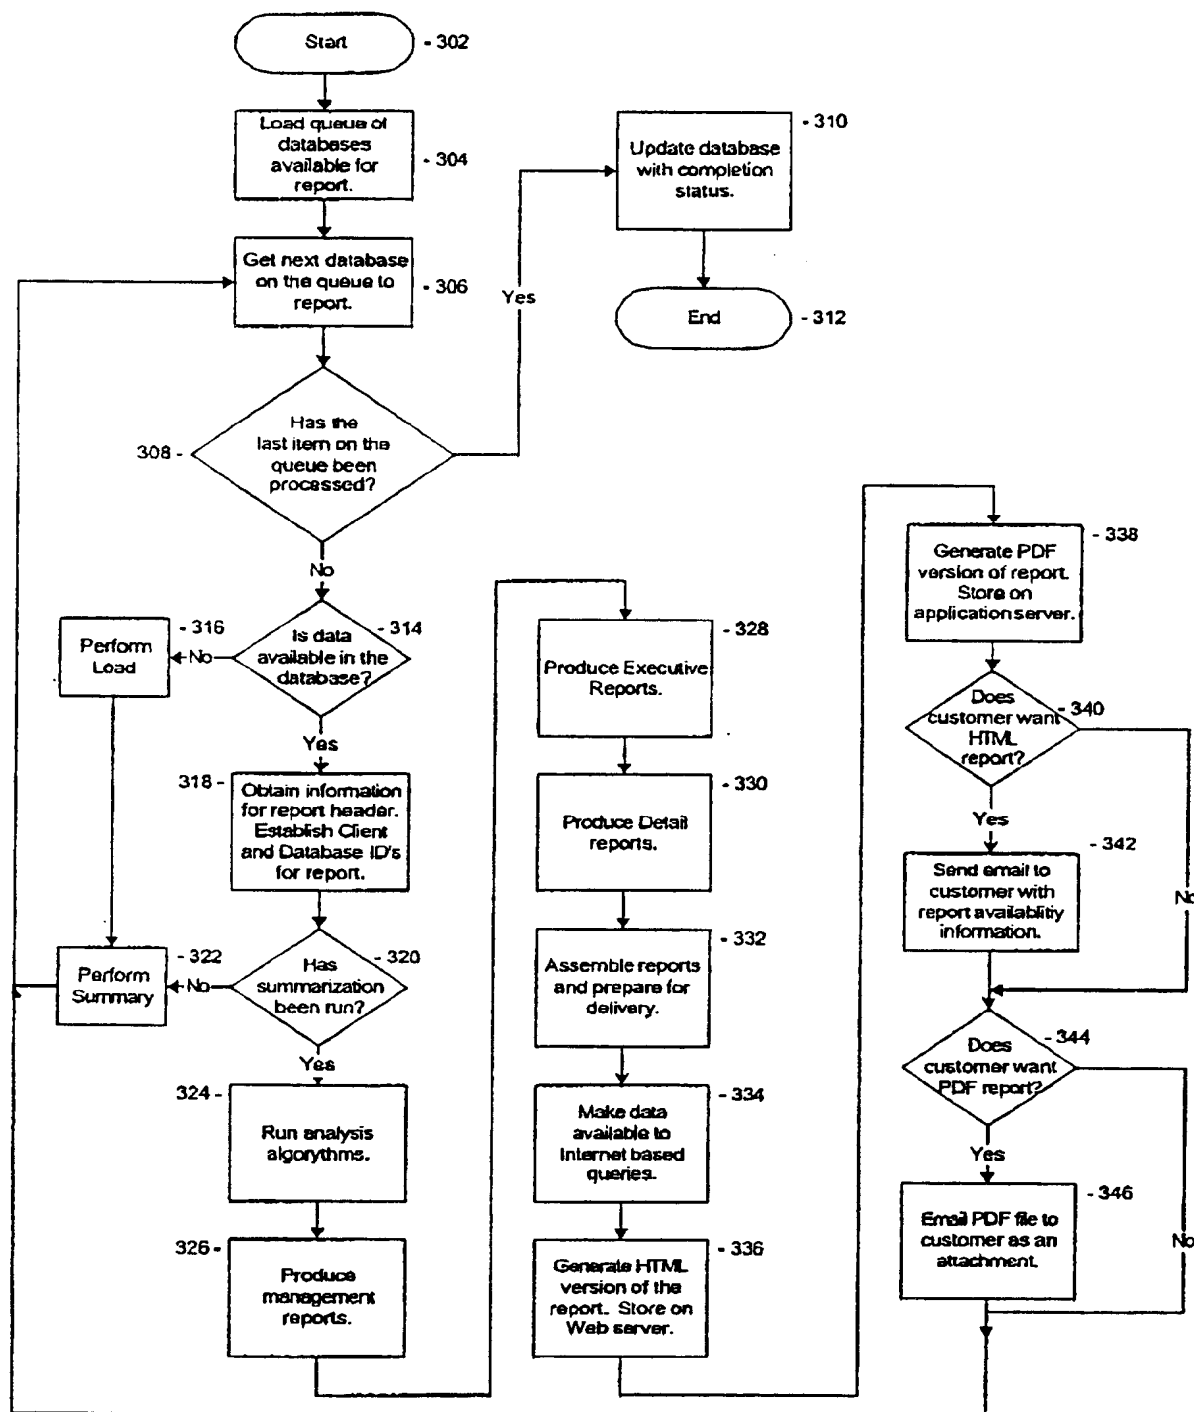 Start
- 302
Load queue of
databases
available for
report.
- 304
Get next database
on the queue to
report.
- 306
Has the
last item on the
queue been
processed?
308 -
Yes
Update database
with completion
status.
- 310
End
- 312
No
Is data
available in the
database?
- 314
No
Perform
Load
- 316
Yes
318 -
Obtain information
for report header.
Establish Client
and Database ID's
for report.
Has
summarization
been run?
- 320
No
Perform
Summary
- 322
Yes
324 -
Run analysis
algorythms.
326 -
Produce
management
reports.
- 328
Produce Executive
Reports.
- 330
Produce Detail
reports.
- 332
Assemble reports
and prepare for
delivery.
- 334
Make data
available to
Internet based
queries.
- 336
Generate HTML
version of the
report. Store on
Web server.
- 338
Generate PDF
version of report.
Store on
application server.
Does
customer want
HTML
report?
- 340
No
Yes
- 342
Send email to
customer with
report availablitiy
information.
Does
customer want
PDF report?
- 344
No
Yes
- 346
Email PDF file to
customer as an
attachment.